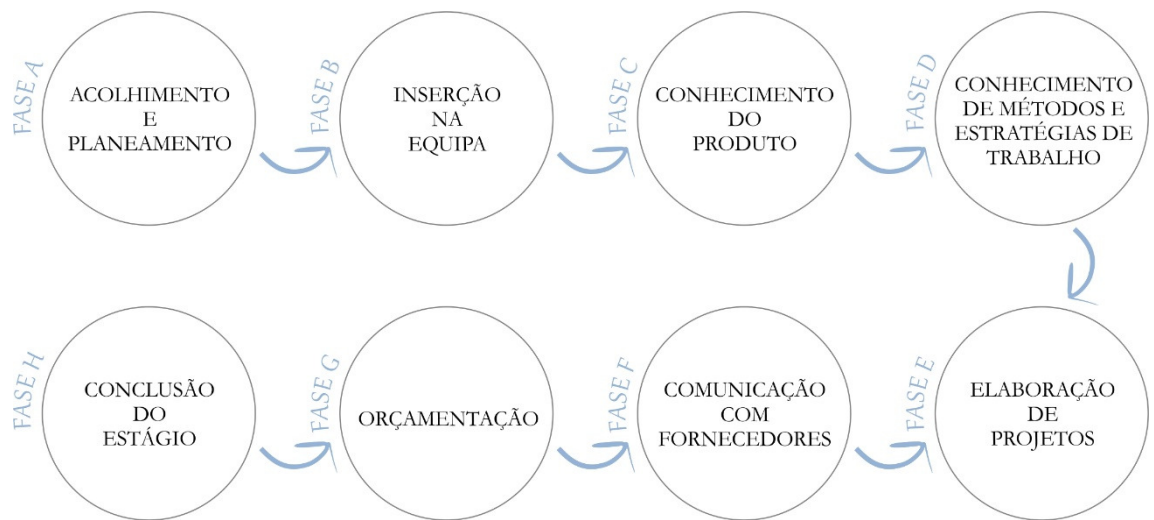 FASE A
ACOLHIMENTO
E
PLANEAMENTO
FASE B
INSERÇÃO
NA
EQUIPA
FASE C
CONHECIMENTO
DO
PRODUTO
FASE D
CONHECIMENTO
DE MÉTODOS E
ESTRATÉGIAS DE
TRABALHO
FASE H
CONCLUSÃO
DO
ESTÁGIO
FASE G
ORÇAMENTAÇÃO
FASE F
COMUNICAÇÃO
COM
FORNECEDORES
FASE E
ELABORAÇÃO
DE
PROJETOS